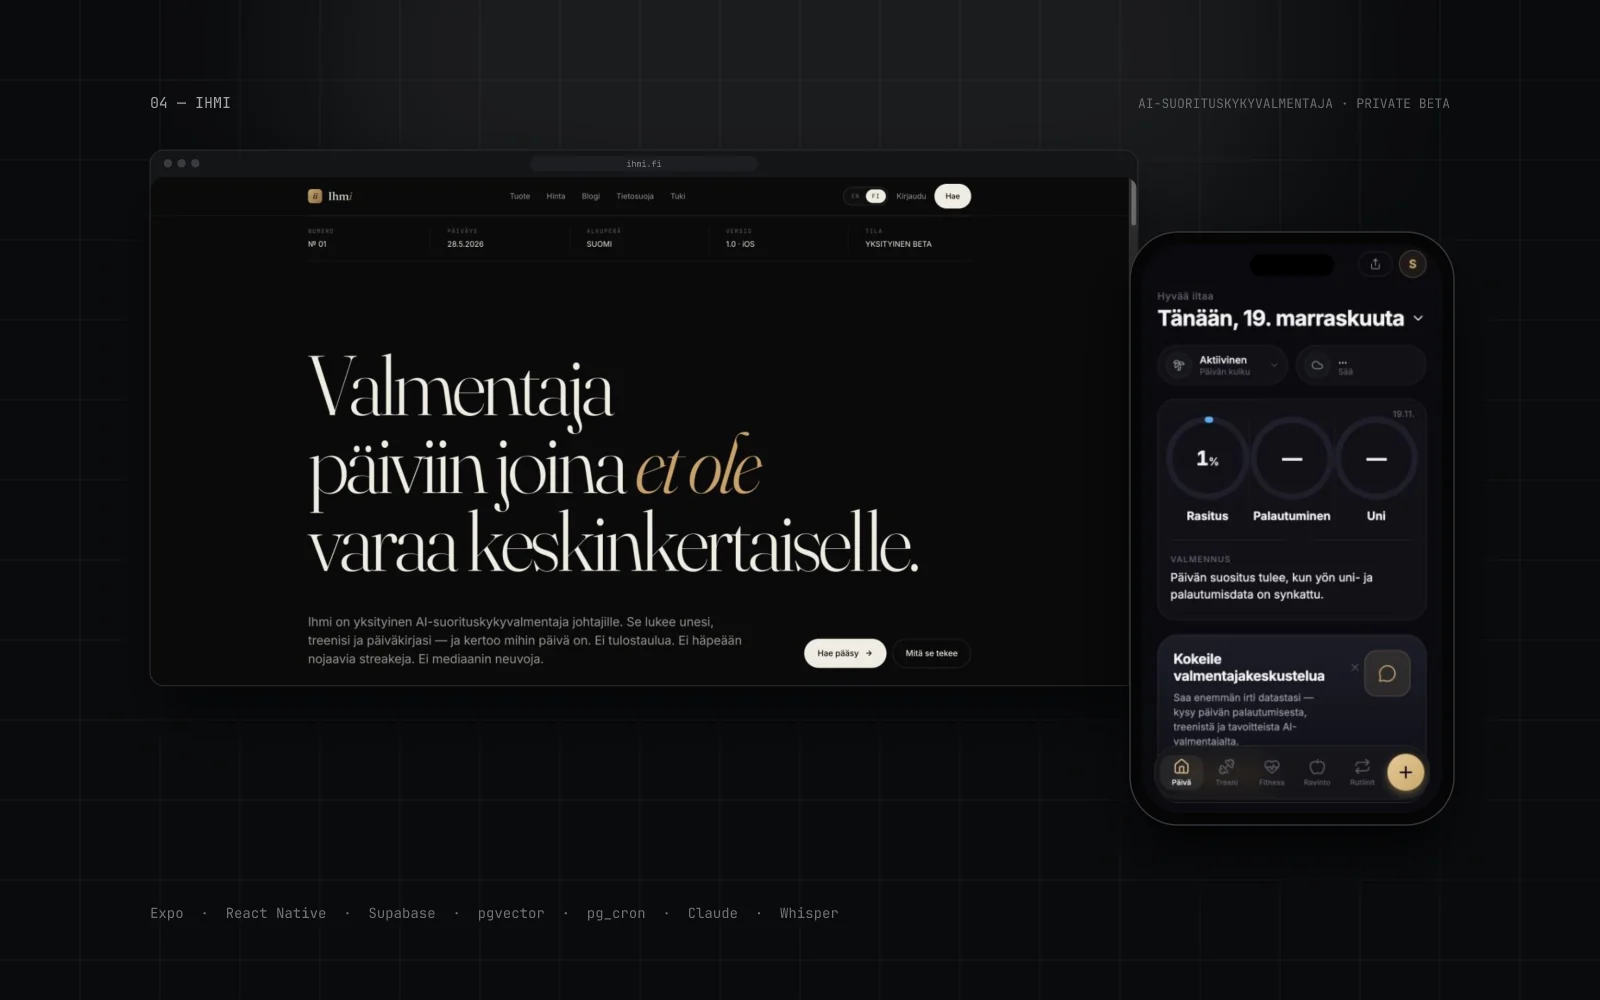 04 — IHMI
AI-SUORITUSKYKYVALMENTAJA · PRIVATE BETA
ihmi.fi
Ihmi
Tuote Hinta Blogi Tietosuoja Tuki
EN FI Kirjaudu Hae
NUMERO PÄIVÄYS ALKUPERÄ VERSIO TILA
№ 01 28.5.2026 SUOMI 1.0 · iOS YKSITYINEN BETA
Valmentaja
päiviin joina et ole
varaa keskinkertaiselle.
Ihmi on yksityinen AI-suorituskykyvalmentaja johtajille. Se lukee unesi,
treenisi ja päiväkirjasi — ja kertoo mihin päivä on. Ei tulostaulua. Ei häpeään
nojaavia streakeja. Ei mediaanin neuvoja.
Hae pääsy → Mitä se tekee
S
Hyvää iltaa
Tänään, 19. marraskuuta
Aktiivinen
Päivän kulku
...
Sää
19.11.
1% — —
Rasitus Palautuminen Uni
VALMENNUS
Päivän suositus tulee, kun yön uni- ja
palautumisdata on synkattu.
Kokeile
valmentajakeskustelua
Saa enemmän irti datastasi —
kysy päivän palautumisesta,
treenistä ja tavoitteista AI-
valmentajalta.
Päivä Treeni Fitness Ravinto Rutiinit
Expo · React Native · Supabase · pgvector · pg_cron · Claude · Whisper